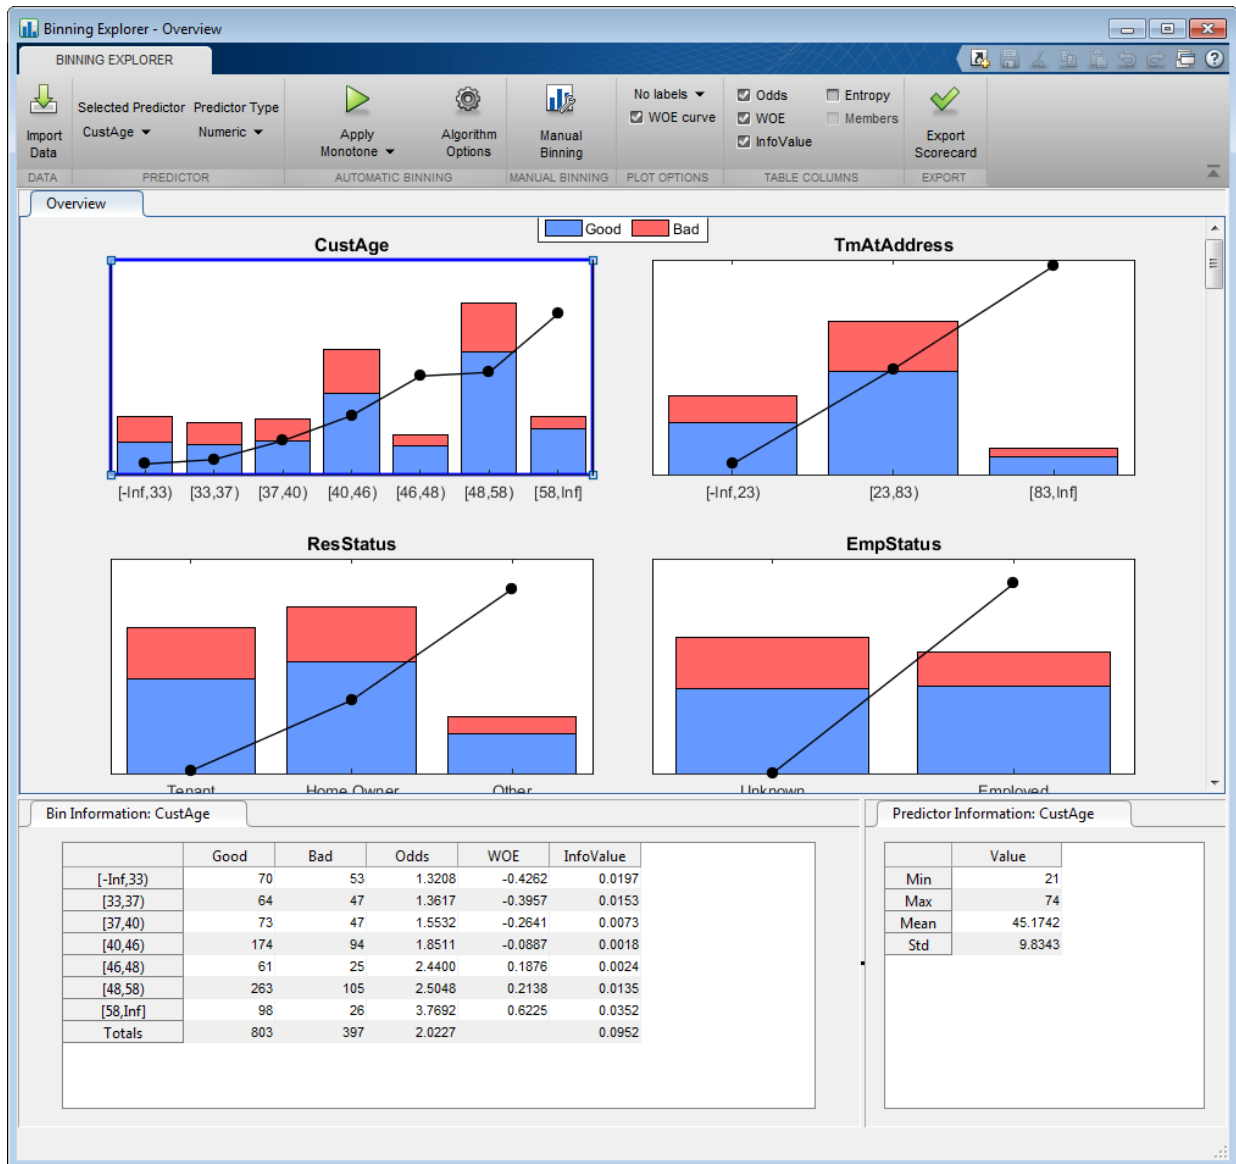 Binning Explorer - Overview
BINNING EXPLORER
Import Data
Selected Predictor Predictor Type
CustAge Numeric
Apply Monotone
Algorithm Options
Manual Binning
No labels
WOE curve
Odds Entropy
WOE Members
InfoValue
Export Scorecard
DATA PREDICTOR AUTOMATIC BINNING MANUAL BINNING PLOT OPTIONS TABLE COLUMNS EXPORT
Overview
Good Bad
CustAge TmAtAddress
[-Inf,33) [33,37) [37,40) [40,46) [46,48) [48,58) [58,Inf] [-Inf,23) [23,83) [83,Inf]
ResStatus EmpStatus
Tenant Home Owner Other Unknown Employed
Bin Information: CustAge
Good Bad Odds WOE InfoValue
[-Inf,33) 70 53 1.3208 -0.4262 0.0197
[33,37) 64 47 1.3617 -0.3957 0.0153
[37,40) 73 47 1.5532 -0.2641 0.0073
[40,46) 174 94 1.8511 -0.0887 0.0018
[46,48) 61 25 2.4400 0.1876 0.0024
[48,58) 263 105 2.5048 0.2138 0.0135
[58,Inf] 98 26 3.7692 0.6225 0.0352
Totals 803 397 2.0227 0.0952
Predictor Information: CustAge
Value
Min 21
Max 74
Mean 45.1742
Std 9.8343